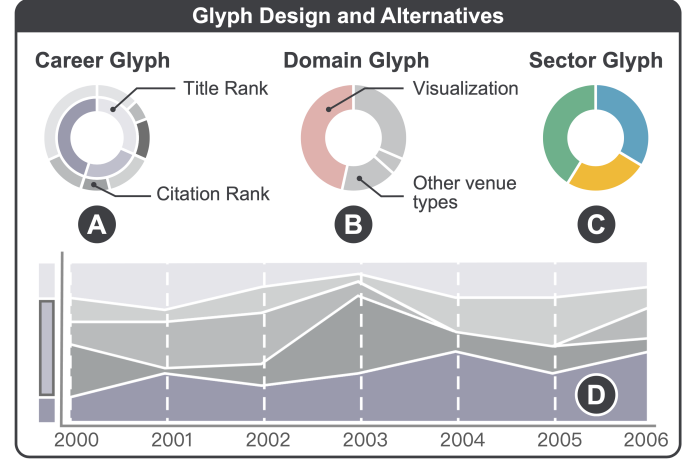 Glyph Design and Alternatives
Career Glyph
Domain Glyph
Sector Glyph
Title Rank
Citation Rank
Visualization
Other venue
types
A
B
C
D
2000 2001 2002 2003 2004 2005 2006